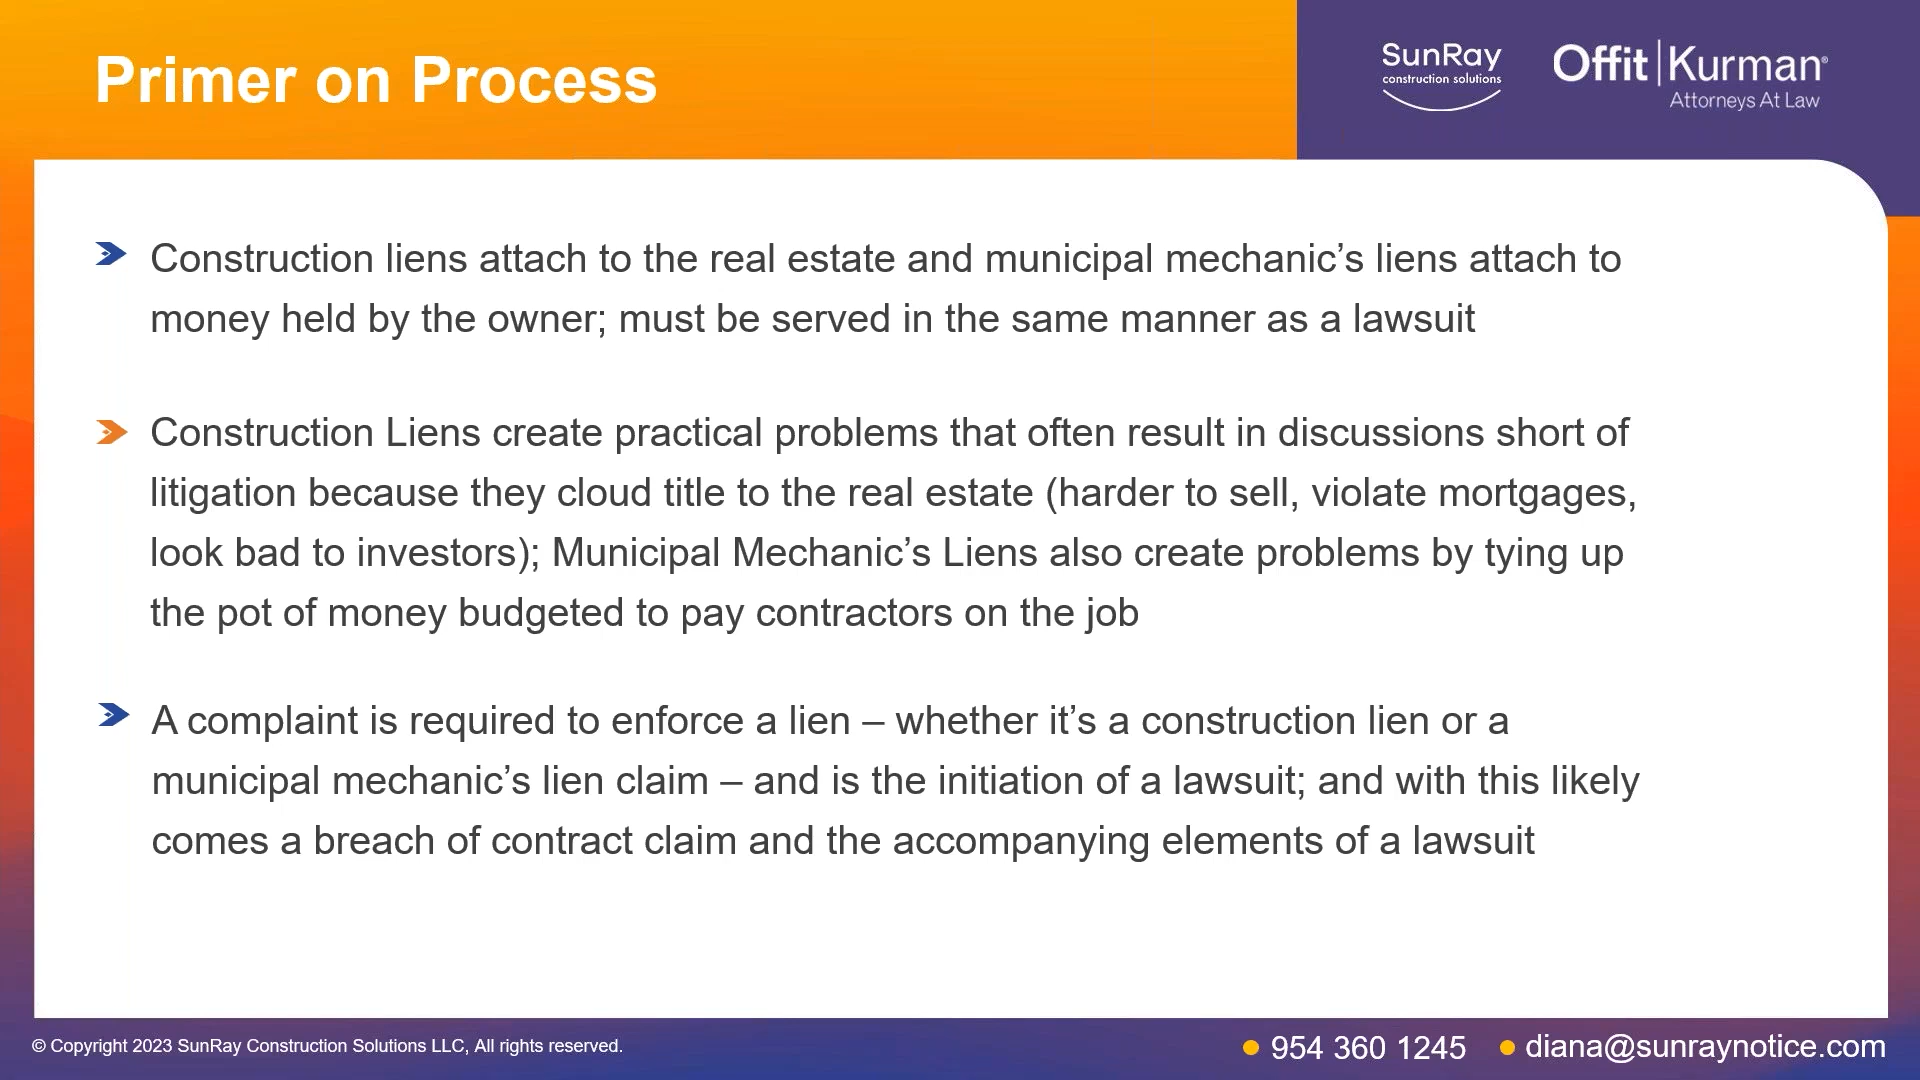 Primer on Process
SunRay
construction solutions
Offit | Kurman®
Attorneys At Law
Construction liens attach to the real estate and municipal mechanic’s liens attach to
money held by the owner; must be served in the same manner as a lawsuit
Construction Liens create practical problems that often result in discussions short of
litigation because they cloud title to the real estate (harder to sell, violate mortgages,
look bad to investors); Municipal Mechanic’s Liens also create problems by tying up
the pot of money budgeted to pay contractors on the job
A complaint is required to enforce a lien – whether it’s a construction lien or a
municipal mechanic’s lien claim – and is the initiation of a lawsuit; and with this likely
comes a breach of contract claim and the accompanying elements of a lawsuit
© Copyright 2023 SunRay Construction Solutions LLC, All rights reserved.
954 360 1245
diana@sunraynotice.com